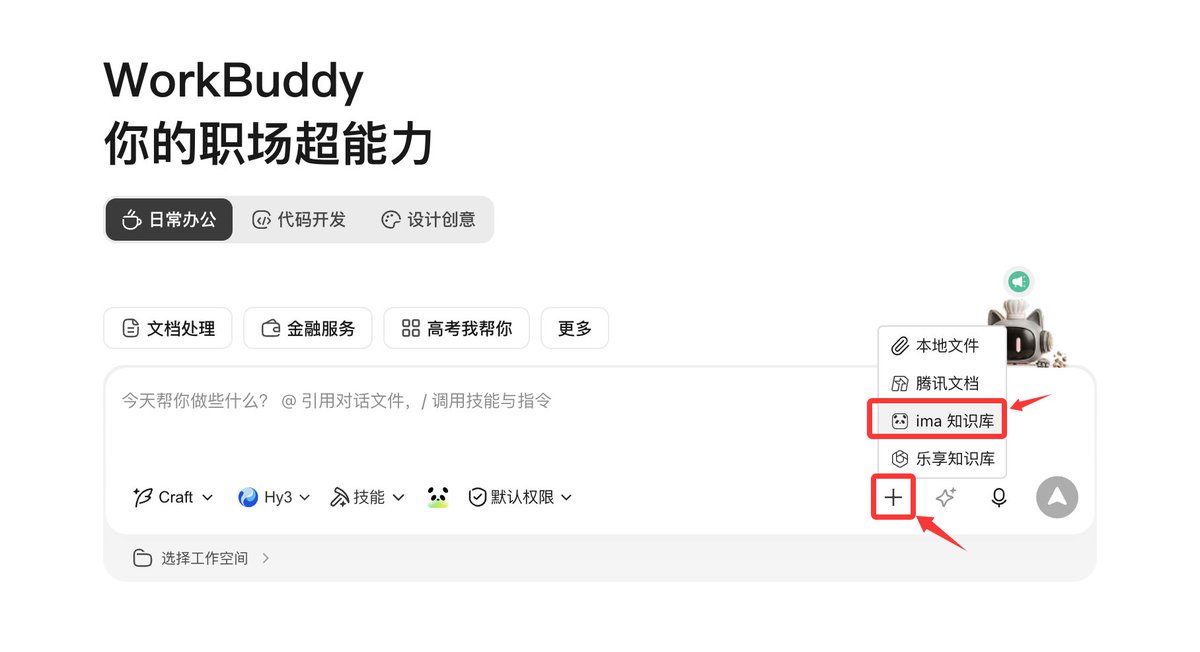 WorkBuddy
你的职场超能力
日常办公 代码开发 设计创意
文档处理 金融服务 高考我帮你 更多
本地文件
腾讯文档
ima 知识库
乐享知识库
今天帮你做些什么? @ 引用对话文件, / 调用技能与指令
Craft Hy3 技能 默认权限
选择工作空间